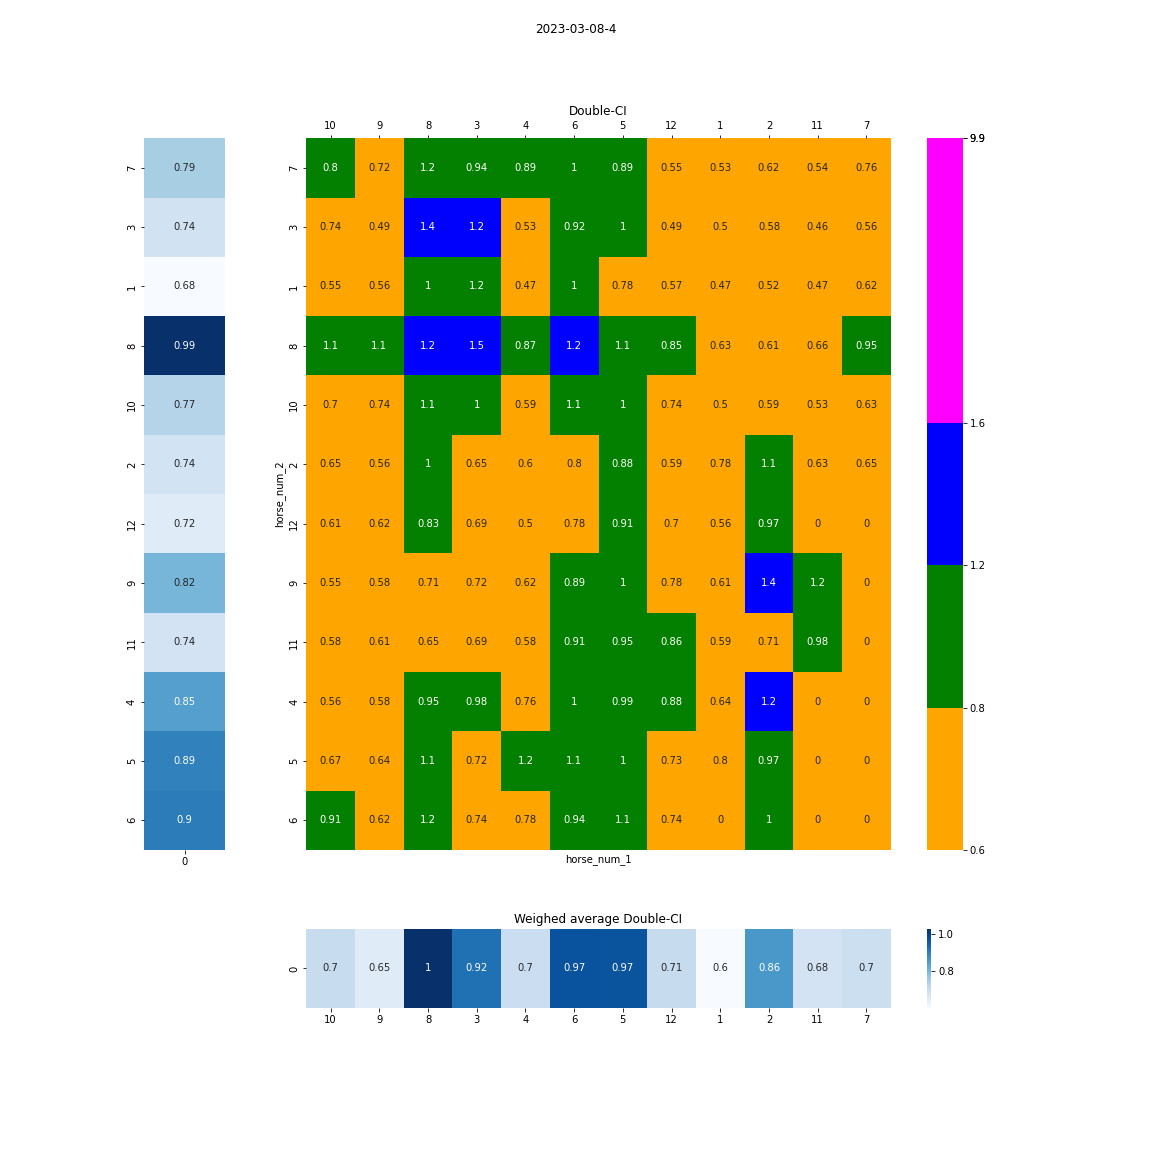 2023-03-08-4
Double-CI
10 9 8 3 4 6 5 12 1 2 11 7
7 0.79 7 0.8 0.72 1.2 0.94 0.89 1 0.89 0.55 0.53 0.62 0.54 0.76 9.9
3 0.74 3 0.74 0.49 1.4 1.2 0.53 0.92 1 0.49 0.5 0.58 0.46 0.56
1 0.68 1 0.55 0.56 1 1.2 0.47 1 0.78 0.57 0.47 0.52 0.47 0.62
8 0.99 8 1.1 1.1 1.2 1.5 0.87 1.2 1.1 0.85 0.63 0.61 0.66 0.95
10 0.77 10 0.7 0.74 1.1 1 0.59 1.1 1 0.74 0.5 0.59 0.53 0.63 1.6
2 0.74 2 0.65 0.56 1 0.65 0.6 0.8 0.88 0.59 0.78 1.1 0.63 0.65
horse_num_2
12 0.72 12 0.61 0.62 0.83 0.69 0.5 0.78 0.91 0.7 0.56 0.97 0 0
9 0.82 9 0.55 0.58 0.71 0.72 0.62 0.89 1 0.78 0.61 1.4 1.2 0 1.2
11 0.74 11 0.58 0.61 0.65 0.69 0.58 0.91 0.95 0.86 0.59 0.71 0.98 0
4 0.85 4 0.56 0.58 0.95 0.98 0.76 1 0.99 0.88 0.64 1.2 0 0 0.8
5 0.89 5 0.67 0.64 1.1 0.72 1.2 1.1 1 0.73 0.8 0.97 0 0
6 0.9 6 0.91 0.62 1.2 0.74 0.78 0.94 1.1 0.74 0 1 0 0 0.6
0 horse_num_1
Weighed average Double-CI
0 0.7 0.65 1 0.92 0.7 0.97 0.97 0.71 0.6 0.86 0.68 0.7 1.0
0.8
10 9 8 3 4 6 5 12 1 2 11 7